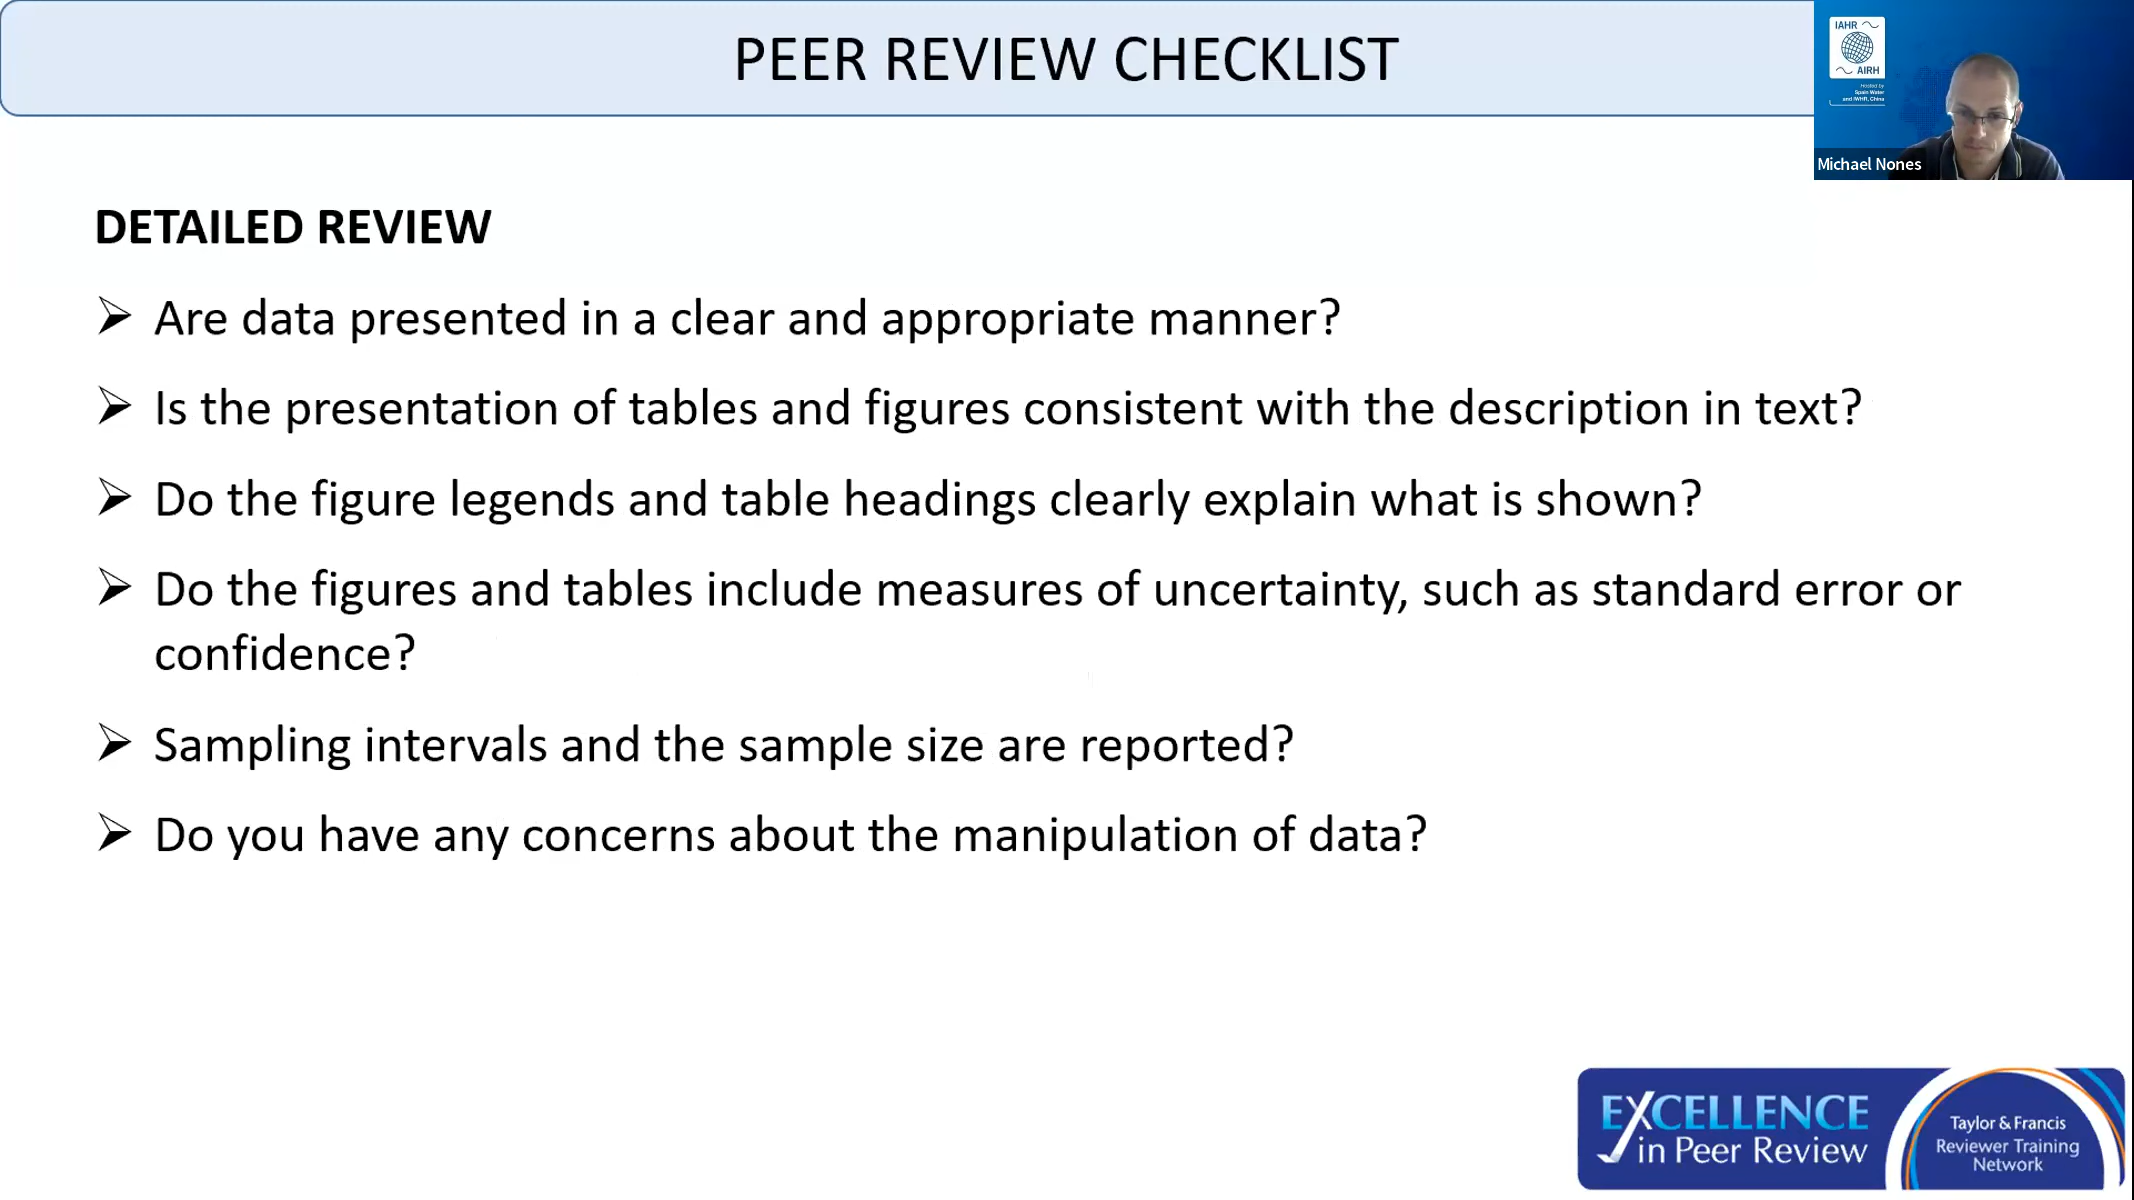 PEER REVIEW CHECKLIST
IAHR
AIRH
Hosted by
Spain Water
and IWHR, China
Michael Nones
DETAILED REVIEW
➢ Are data presented in a clear and appropriate manner?
➢ Is the presentation of tables and figures consistent with the description in text?
➢ Do the figure legends and table headings clearly explain what is shown?
➢ Do the figures and tables include measures of uncertainty, such as standard error or
confidence?
➢ Sampling intervals and the sample size are reported?
➢ Do you have any concerns about the manipulation of data?
EXCELLENCE
in Peer Review
Taylor & Francis
Reviewer Training
Network